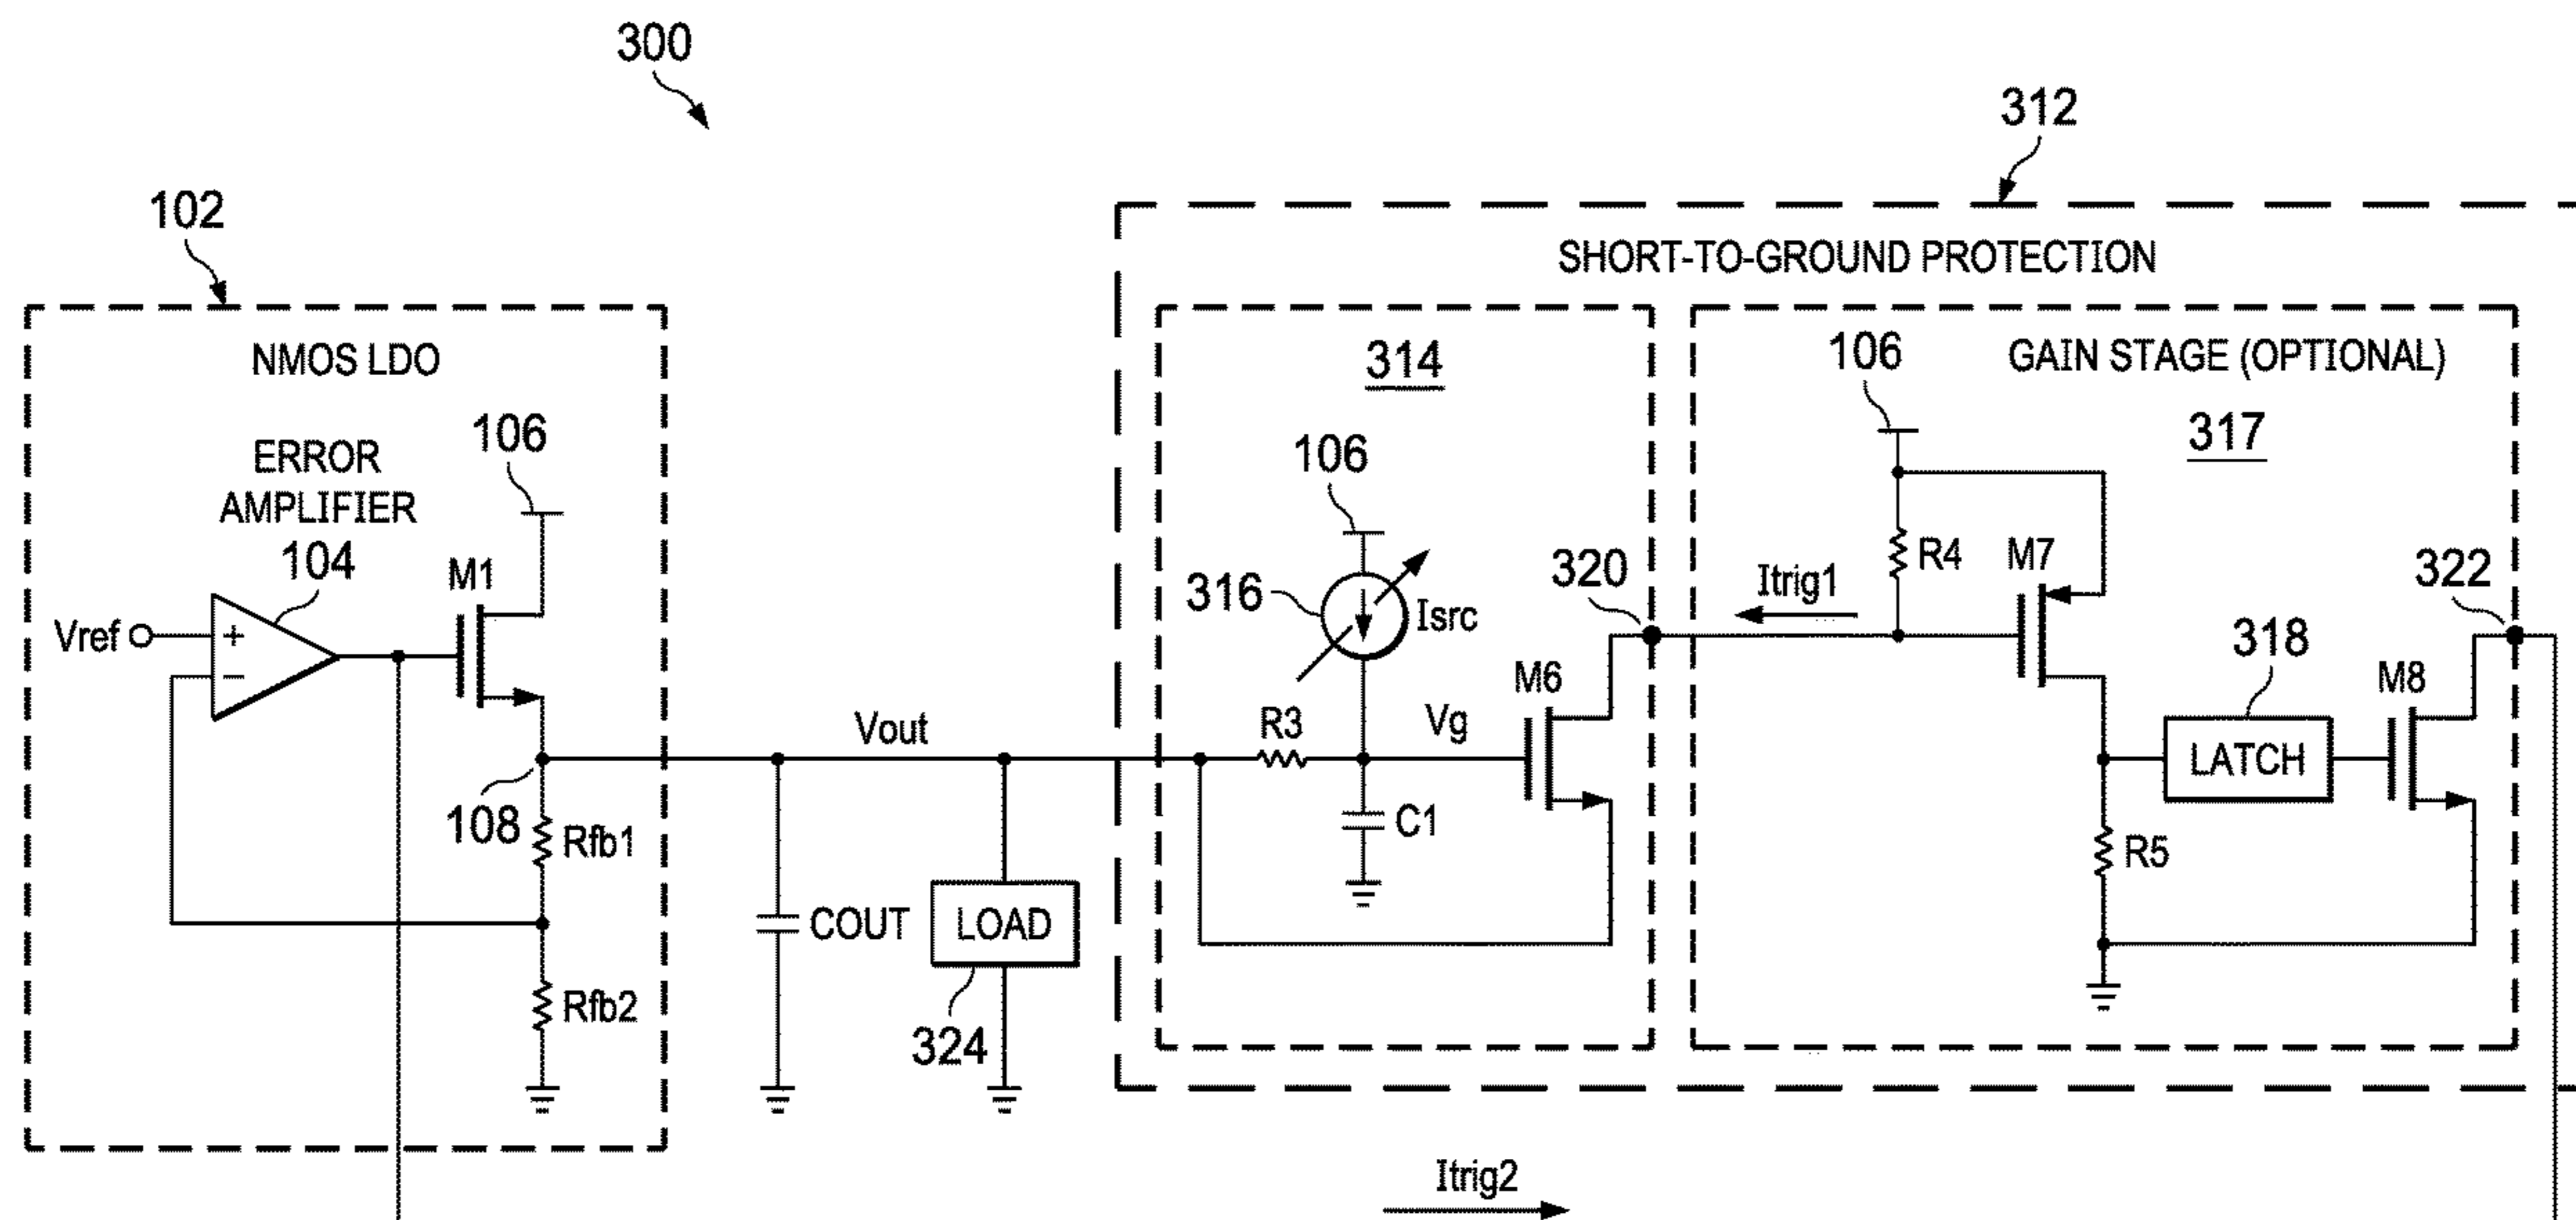 300
312
102
SHORT-TO-GROUND PROTECTION
NMOS LDO
ERROR
AMPLIFIER
104
106
M1
Vref
+
−
108
Rfb1
Rfb2
Vout
COUT
LOAD
324
314
106
316
Isrc
R3
Vg
C1
M6
320
Itrig1
106
GAIN STAGE (OPTIONAL)
317
R4
M7
318
LATCH
R5
M8
322
Itrig2